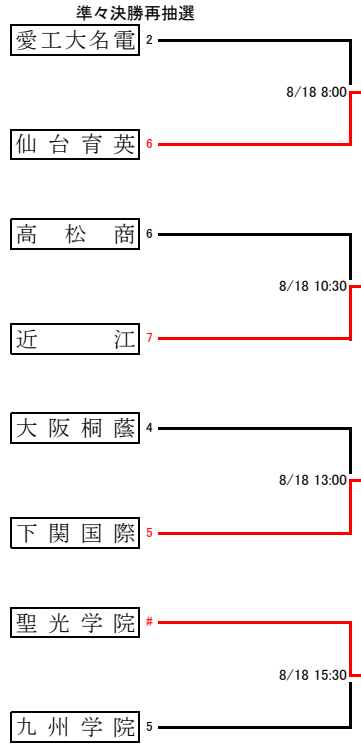 準々決勝再抽選
愛工大名電 2
8/18 8:00
仙台育英 6
高松商 6
8/18 10:30
近江 7
大阪桐蔭 4
8/18 13:00
下関国際 5
聖光学院 #
8/18 15:30
九州学院 5